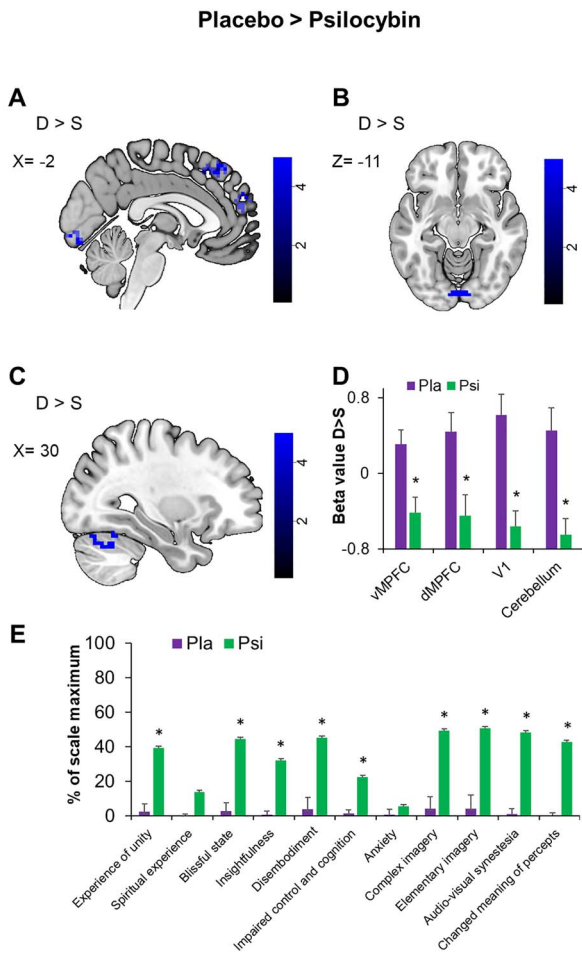 Placebo > Psilocybin
A
D > S
X= -2
4
2
B
D > S
Z= -11
4
2
C
D > S
X= 30
4
2
D
Pla Psi
Beta value D>S
0.8
0
-0.8
* * * *
vMPFC
dMPFC
V1
Cerebellum
E
Pla Psi
% of scale maximum
100
80
60
40
20
0
* * * * * * * * *
Experience of unity
Spiritual experience
Blissful state
Insightfulness
Disembodiment
Impaired control and cognition
Anxiety
Complex imagery
Elementary imagery
Audio-visual synestesia
Changed meaning of percepts